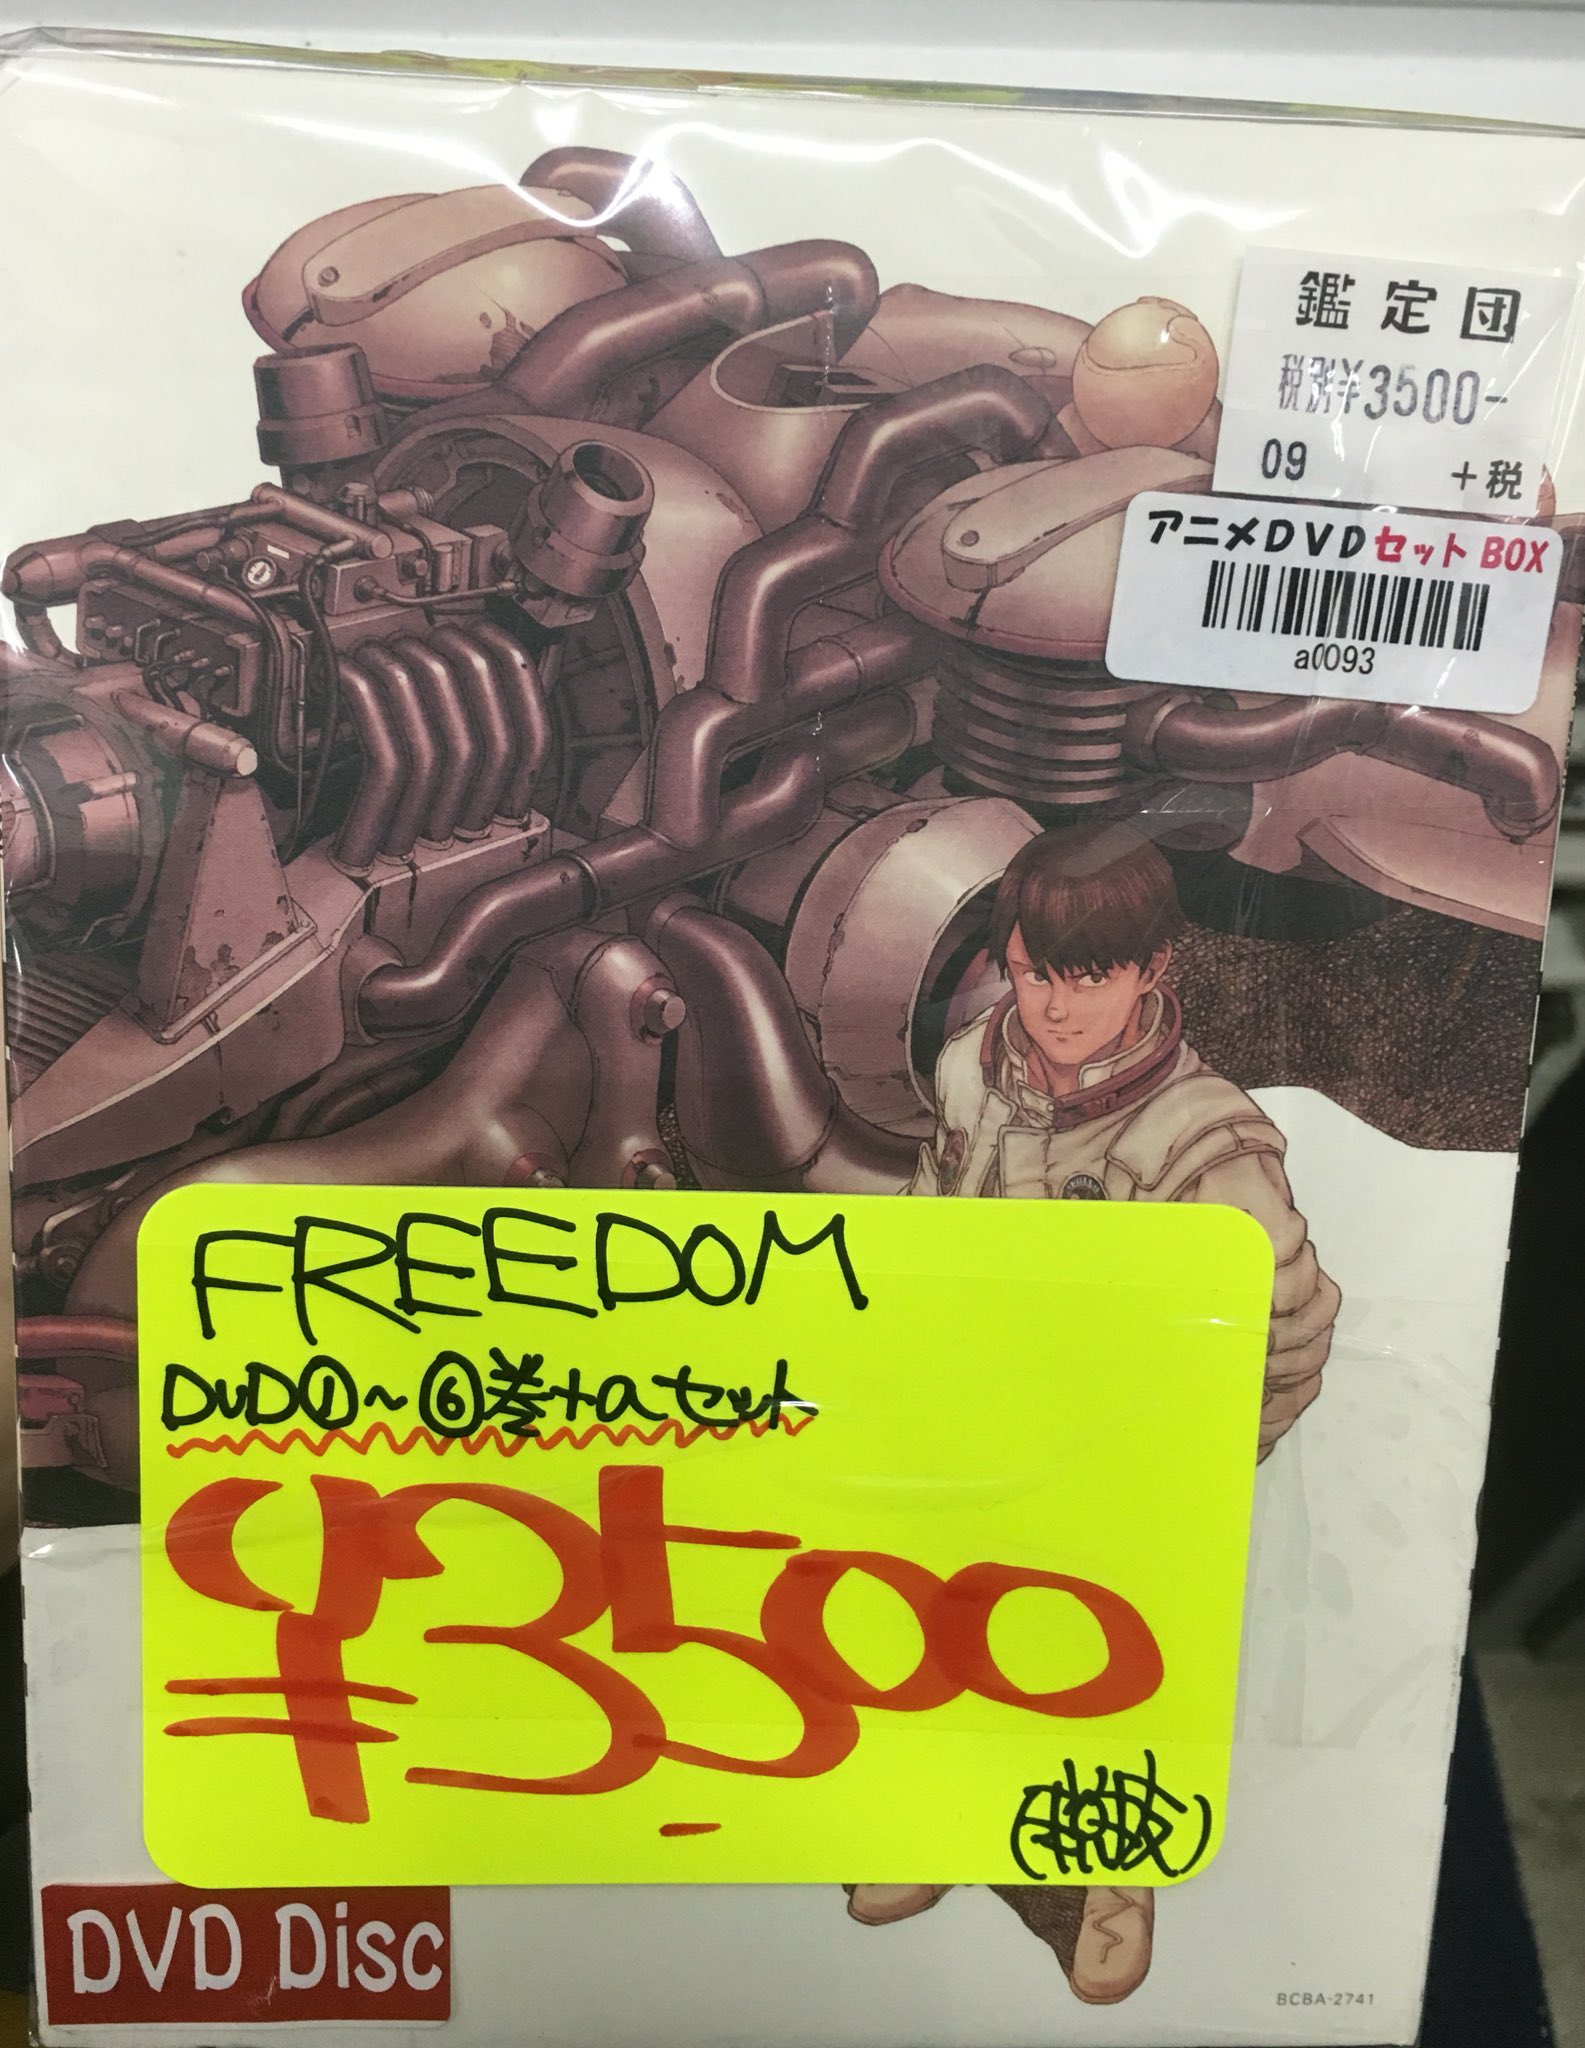 鑑定団
税別¥3500-
09 +税
アニメDVDセットBOX
a0093
FREEDOM
DVD①~⑥巻+αセット
¥3500-
(税抜)
DVD Disc
BCBA-2741